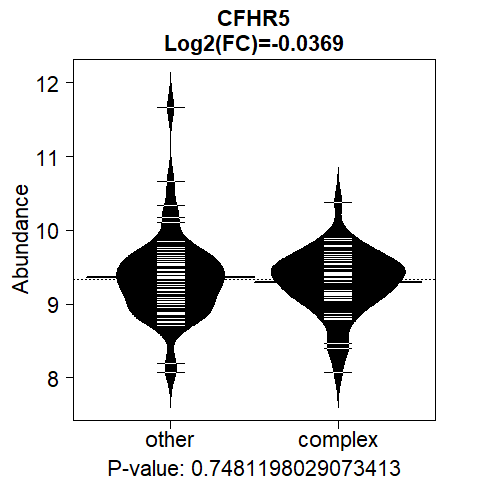 CFHR5
Log2(FC)=-0.0369
12
11
10
9
8
Abundance
other complex
P-value: 0.7481198029073413